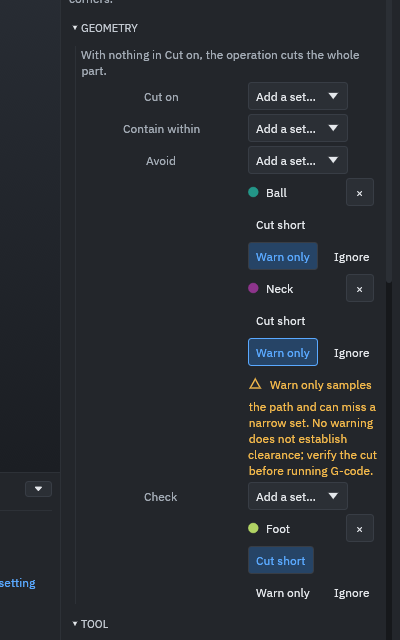 corners.
GEOMETRY
With nothing in Cut on, the operation cuts the whole
part.
Cut on Add a set...
Contain within Add a set...
Avoid Add a set...
Ball ×
Cut short
Warn only Ignore
Neck ×
Cut short
Warn only Ignore
Warn only samples
the path and can miss a
narrow set. No warning
does not establish
clearance; verify the cut
before running G-code.
Check Add a set...
Foot ×
Cut short
setting
Warn only Ignore
TOOL